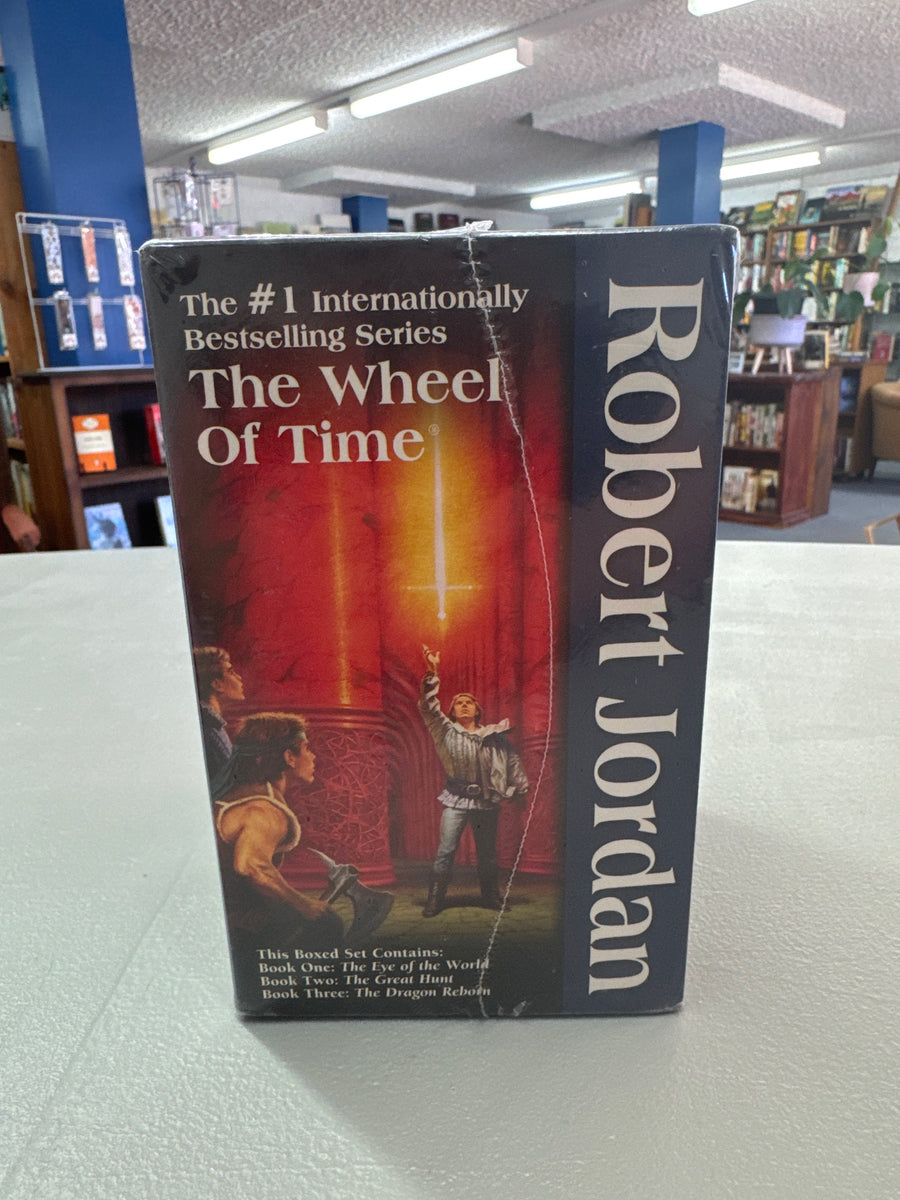 The #1 Internationally
Bestselling Series
The Wheel
Of Time®
Robert Jordan
This Boxed Set Contains:
Book One: The Eye of the World
Book Two: The Great Hunt
Book Three: The Dragon Reborn